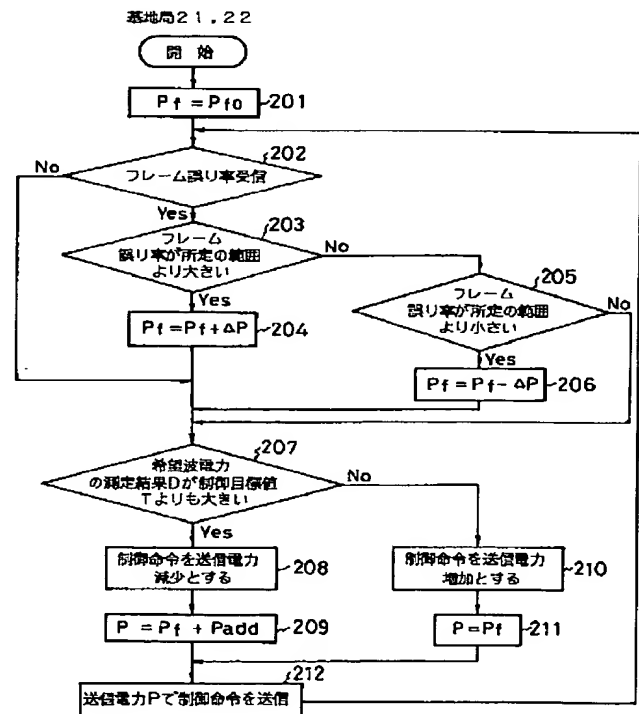 基地局21,22
開始
Pf=Pf0
201
202
フレーム誤り率受信
No
Yes
203
フレーム
誤り率が所定の範囲
より大きい
No
Yes
Pf=Pf+ΔP
204
205
フレーム
誤り率が所定の範囲
より小さい
No
Yes
Pf=Pf-ΔP
206
207
希望波電力
の測定結果Dが制御目標値
Tよりも大きい
No
Yes
制御命令を送信電力
減少とする
208
制御命令を送信電力
増加とする
210
P=Pf+Padd
209
P=Pf
211
212
送信電力Pで制御命令を送信